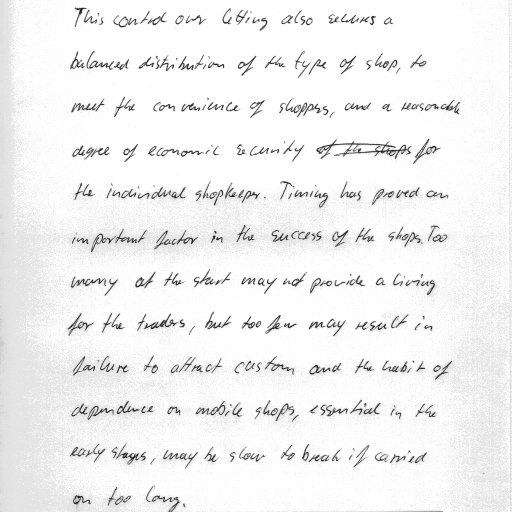 This control over letting also secures a
balanced distribution of the type of shop, to
meet the convenience of shoppers, and a reasonable
degree of economic security of the shops for
the individual shopkeeper. Timing has proved an
important factor in the success of the shops. Too
many at the start may not provide a living
for the traders, but too few may result in
failure to attract custom and the habit of
dependence on mobile shops, essential in the
early stages, may be slow to break if carried
on too long.